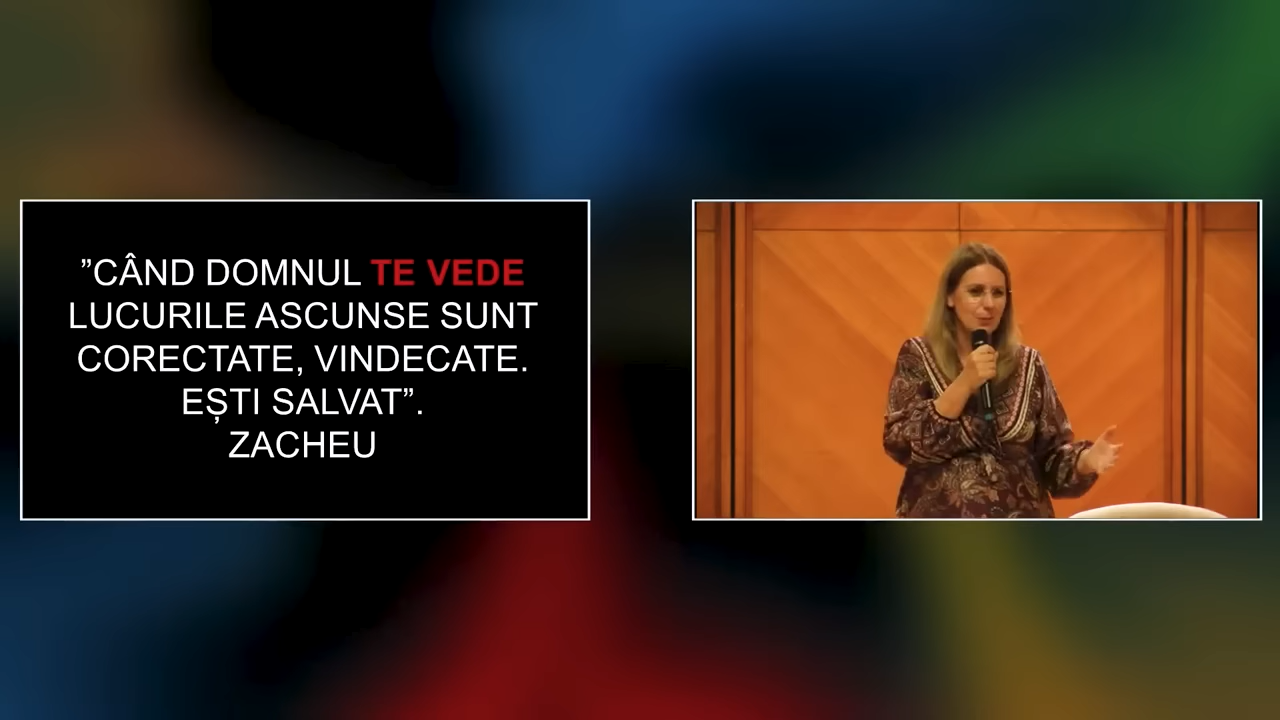 ”CÂND DOMNUL TE VEDE
LUCURILE ASCUNSE SUNT
CORECTATE, VINDECATE.
EȘTI SALVAT”.
ZACHEU